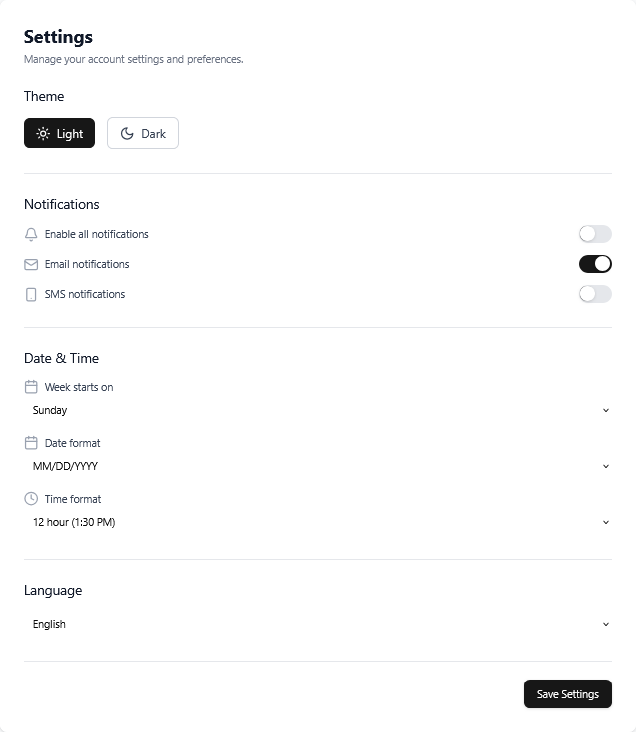 Settings
Manage your account settings and preferences.
Theme
Light
Dark
Notifications
Enable all notifications
Email notifications
SMS notifications
Date & Time
Week starts on
Sunday
Date format
MM/DD/YYYY
Time format
12 hour (1:30 PM)
Language
English
Save Settings